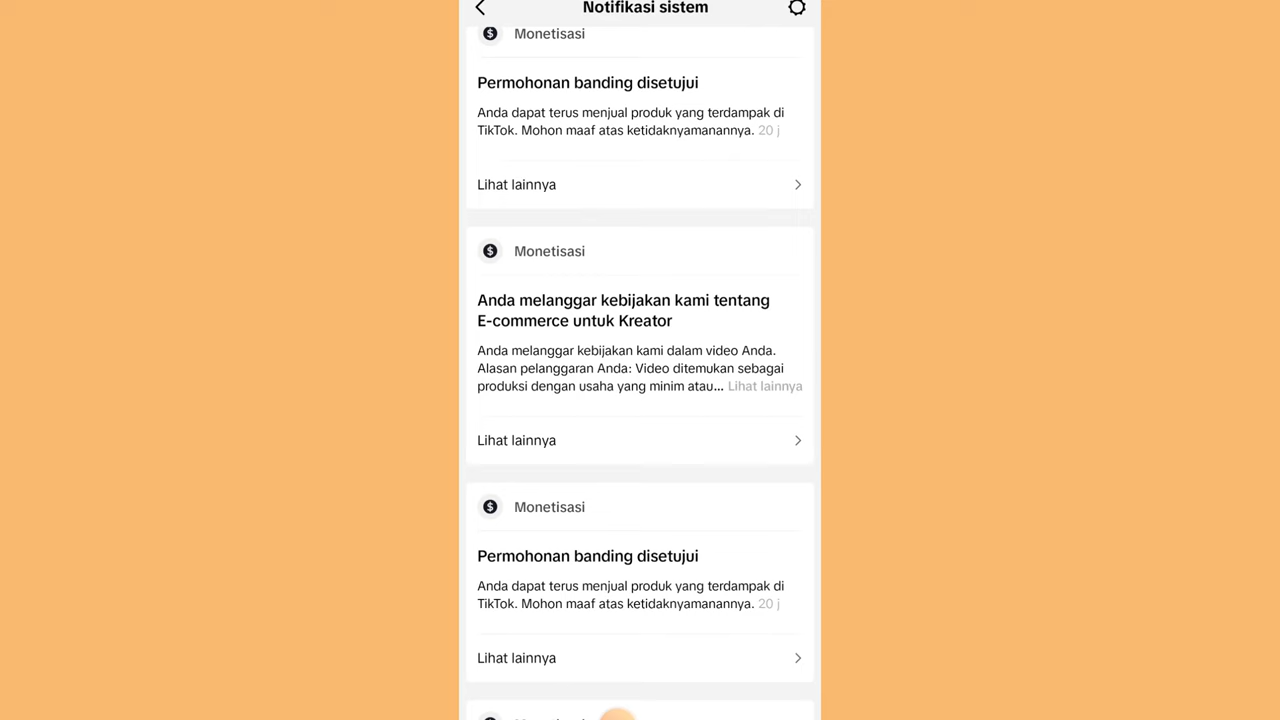 Notifikasi sistem
Monetisasi
Permohonan banding disetujui
Anda dapat terus menjual produk yang terdampak di
TikTok. Mohon maaf atas ketidaknyamanannya. 20 j
Lihat lainnya
Monetisasi
Anda melanggar kebijakan kami tentang
E-commerce untuk Kreator
Anda melanggar kebijakan kami dalam video Anda.
Alasan pelanggaran Anda: Video ditemukan sebagai
produksi dengan usaha yang minim atau... Lihat lainnya
Lihat lainnya
Monetisasi
Permohonan banding disetujui
Anda dapat terus menjual produk yang terdampak di
TikTok. Mohon maaf atas ketidaknyamanannya. 20 j
Lihat lainnya